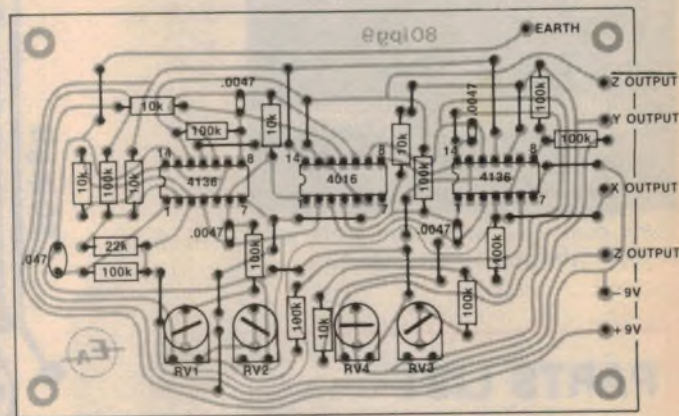 EARTH
Z OUTPUT
.0047
100k
.0047
10k
10k
10k
Y OUTPUT
100k
100k
14
8
14
8
100k
14
8
10k
100k
10k
4136
4016
4136
1
7
1
7
1
7
X OUTPUT
.0047
.0047
22k
100k
100k
.047
100k
Z OUTPUT
100k
10k
100k
- 9V
+ 9V
RV1
RV2
RV4
RV3
EA